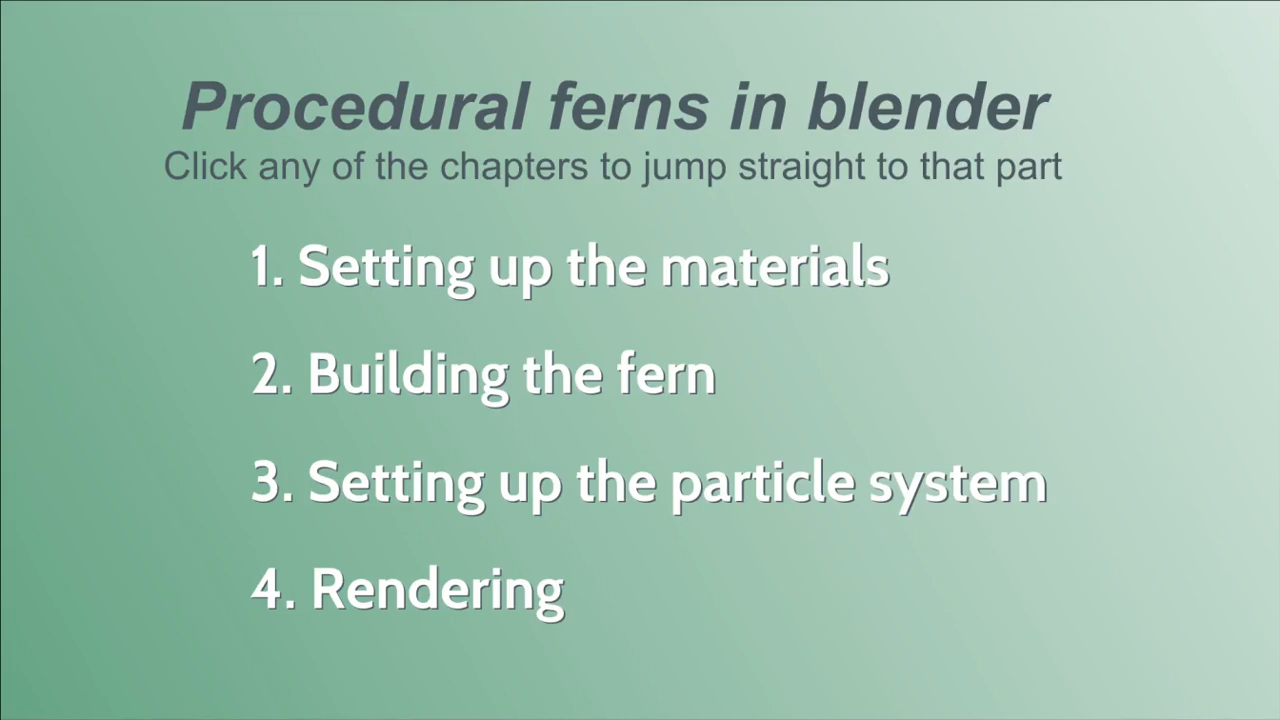 Procedural ferns in blender
Click any of the chapters to jump straight to that part
1. Setting up the materials
2. Building the fern
3. Setting up the particle system
4. Rendering